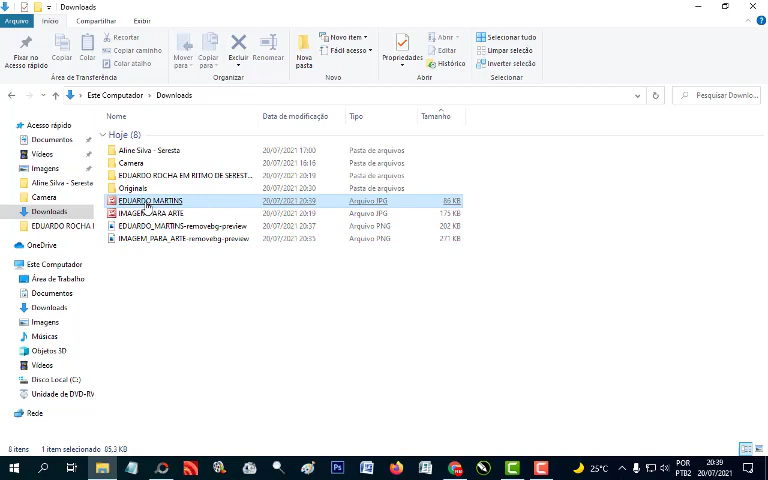 Downloads
Arquivo Início Compartilhar Exibir
Fixar no Acesso rápido
Copiar
Colar
Recortar
Copiar caminho
Colar atalho
Mover para
Copiar para
Excluir
Renomear
Nova pasta
Novo item
Fácil acesso
Propriedades
Abrir
Editar
Histórico
Selecionar tudo
Limpar seleção
Inverter seleção
Área de Transferência Organizar Novo Abrir Selecionar
Este Computador > Downloads
Pesquisar Downlo...
Nome Data de modificação Tipo Tamanho
Hoje (8)
Aline Silva - Seresta 20/07/2021 17:00 Pasta de arquivos
Camera 20/07/2021 16:16 Pasta de arquivos
EDUARDO ROCHA EM RITMO DE SEREST... 20/07/2021 20:19 Pasta de arquivos
Originals 20/07/2021 20:30 Pasta de arquivos
EDUARDO MARTINS 20/07/2021 20:39 Arquivo JPG 86 KB
IMAGEM PARA ARTE 20/07/2021 20:19 Arquivo JPG 175 KB
EDUARDO_MARTINS-removebg-preview 20/07/2021 20:37 Arquivo PNG 202 KB
IMAGEM_PARA_ARTE-removebg-preview 20/07/2021 20:35 Arquivo PNG 271 KB
Acesso rápido
Documentos
Vídeos
Imagens
Aline Silva - Seresta
Camera
Downloads
EDUARDO ROCHA
OneDrive
Este Computador
Área de Trabalho
Documentos
Downloads
Imagens
Músicas
Objetos 3D
Vídeos
Disco Local (C:)
Unidade de DVD-RW
Rede
8 itens 1 item selecionado 85,3 KB
Ps
25°C
POR
PTB2
20:39
20/07/2021